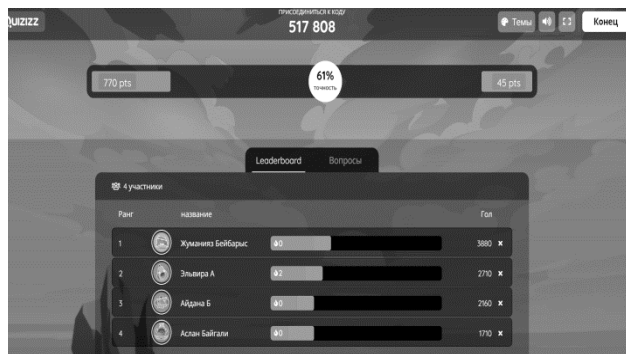 QUIZIZZ
ПРИСОЕДИНИТЬСЯ К КОДУ
517 808
Темы
Конец
770 pts
61%
точность
45 pts
Leaderboard Вопросы
4 участники
Ранг название Гол
1 Жуманияз Бейбарыс 0 3880
2 Эльвира А 2 2710
3 Айдана Б 0 2160
4 Аслан Байгали 0 1710